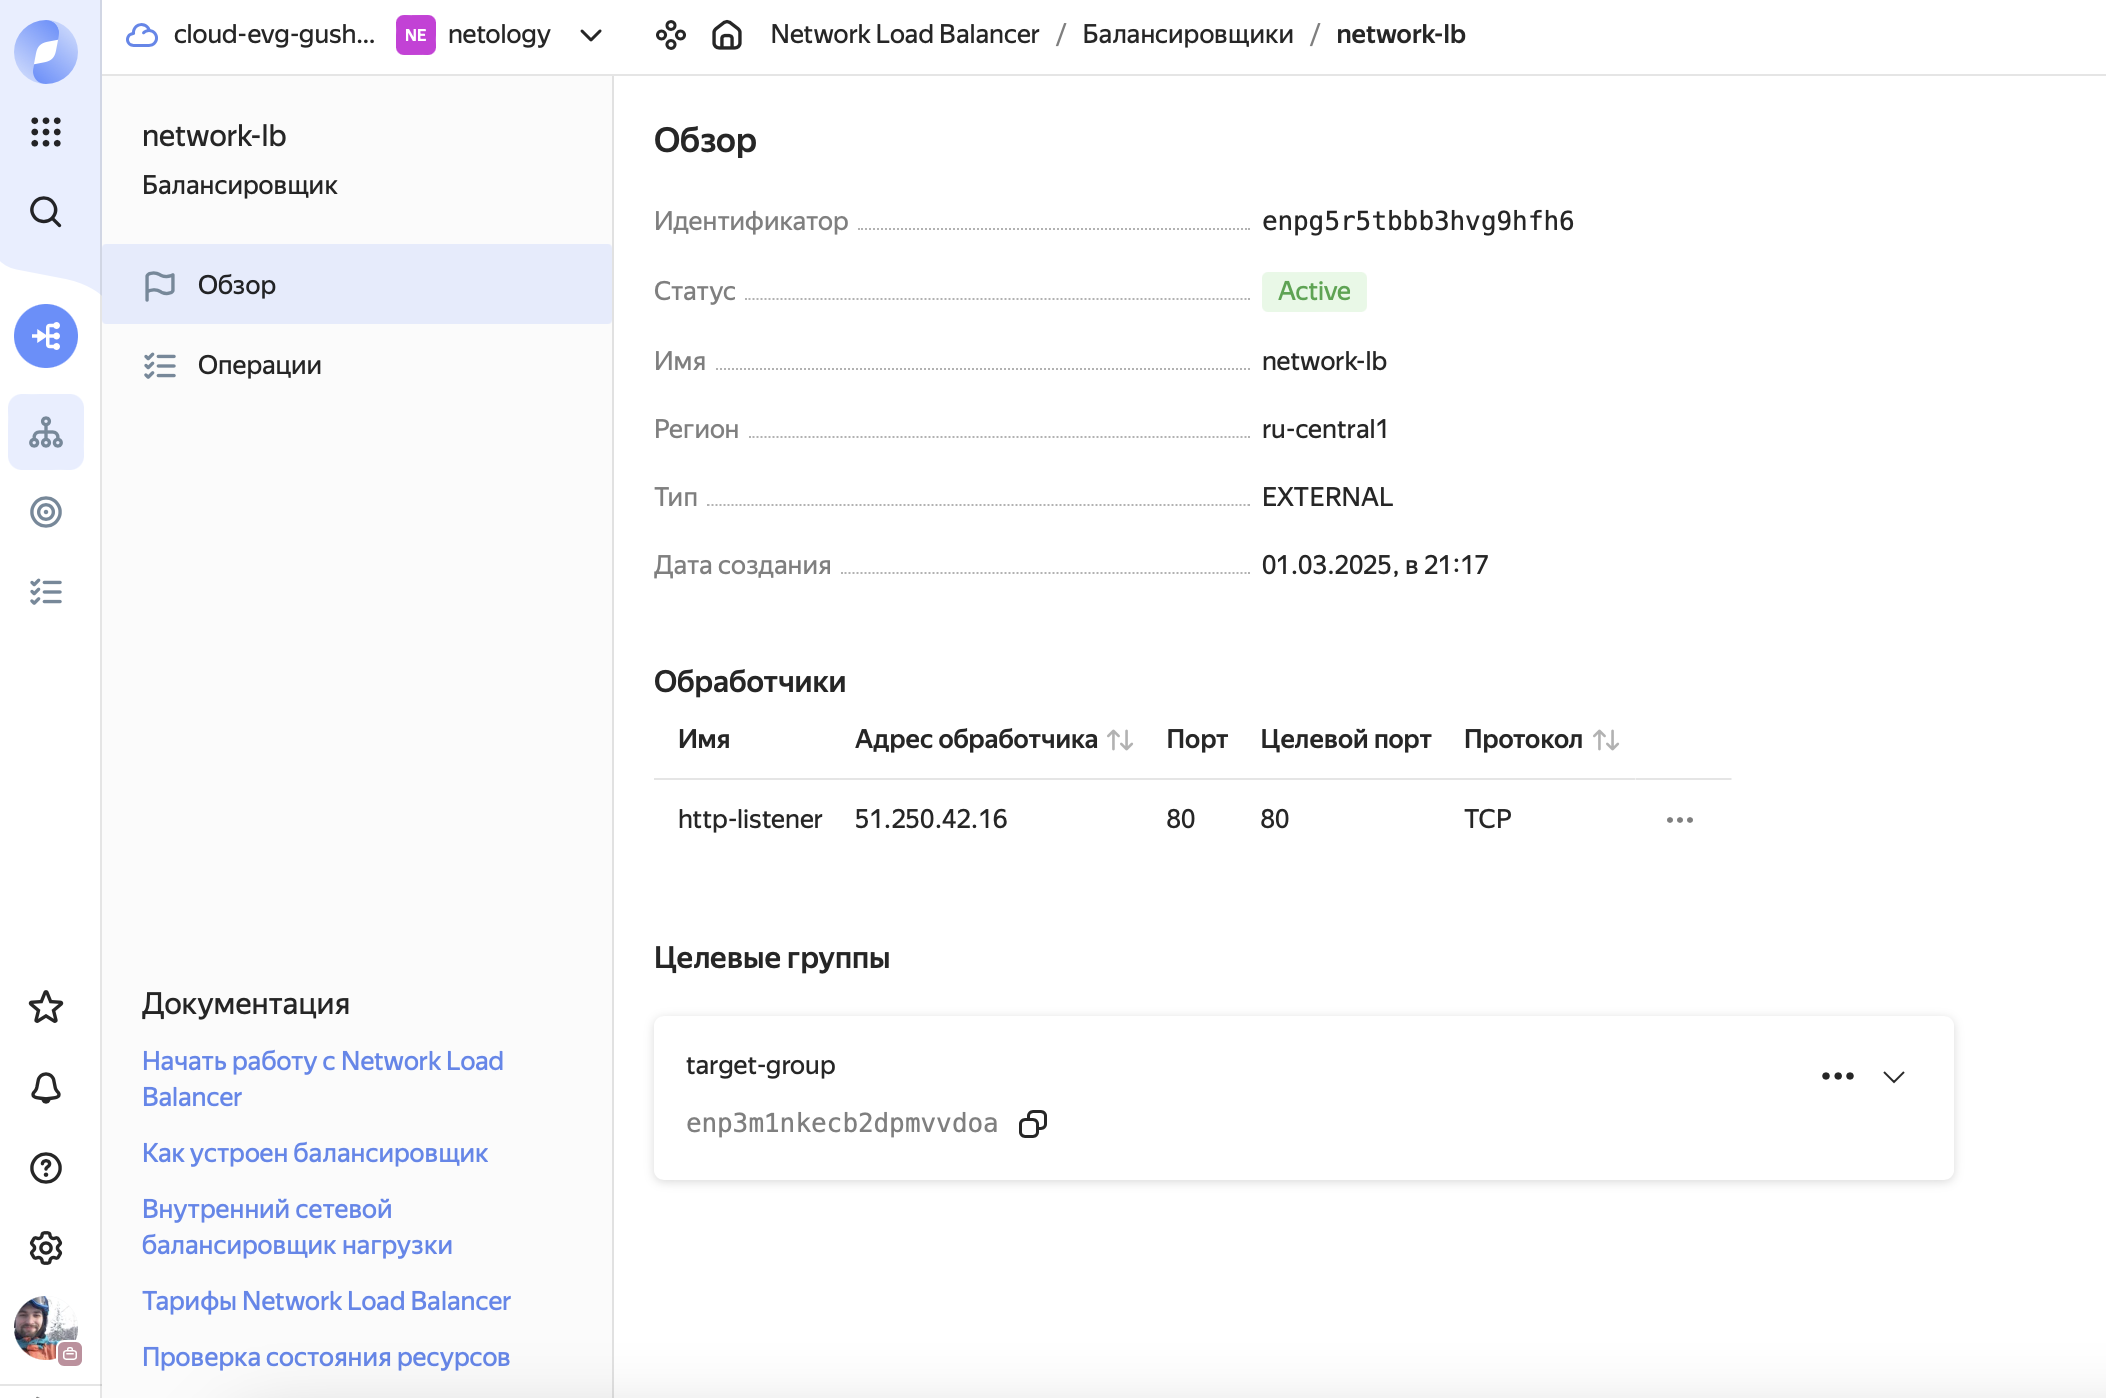 cloud-evg-gush... NE netology Network Load Balancer / Балансировщики / network-lb
network-lb
Балансировщик
Обзор
Операции
Документация
Начать работу с Network Load
Balancer
Как устроен балансировщик
Внутренний сетевой
балансировщик нагрузки
Тарифы Network Load Balancer
Проверка состояния ресурсов
Обзор
Идентификатор enpg5r5tbbb3hvg9hfh6
Статус Active
Имя network-lb
Регион ru-central1
Тип EXTERNAL
Дата создания 01.03.2025, в 21:17
Обработчики
Имя Адрес обработчика Порт Целевой порт Протокол
http-listener 51.250.42.16 80 80 TCP
Целевые группы
target-group
enp3m1nkecb2dpmvvdoa